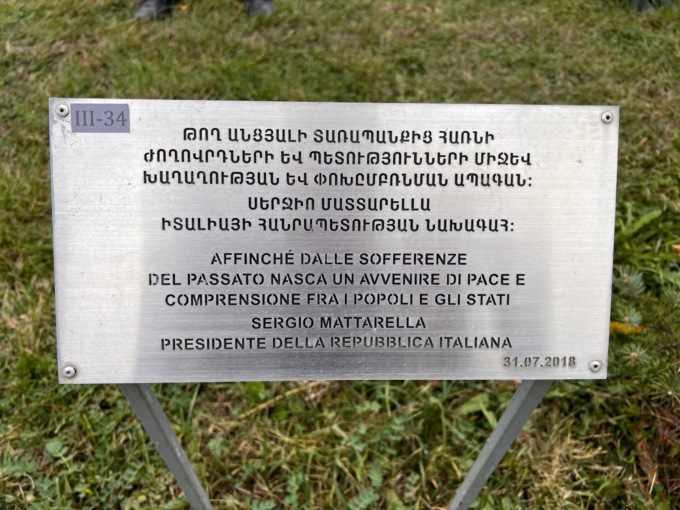 III-34
ԹՈՂ ԱՆՑՅԱԼԻ ՏԱՌԱՊԱՆՔԻՑ ՀԱՌՆԻ
ԺՈՂՈՎՐԴՆԵՐԻ ԵՎ ՊԵՏՈՒԹՅՈՒՆՆԵՐԻ ՄԻՋԵՎ
ԽԱՂԱՂՈՒԹՅԱՆ ԵՎ ՓՈԽԸՄԲՌՆՄԱՆ ԱՊԱԳԱՆ:
ՍԵՐՋԻՈ ՄԱՏՏԱՐԵԼԼԱ
ԻՏԱԼԻԱՅԻ ՀԱՆՐԱՊԵՏՈՒԹՅԱՆ ՆԱԽԱԳԱՀ:
AFFINCHÉ DALLE SOFFERENZE
DEL PASSATO NASCA UN AVVENIRE DI PACE E
COMPRENSIONE FRA I POPOLI E GLI STATI
SERGIO MATTARELLA
PRESIDENTE DELLA REPUBBLICA ITALIANA
31.07.2018